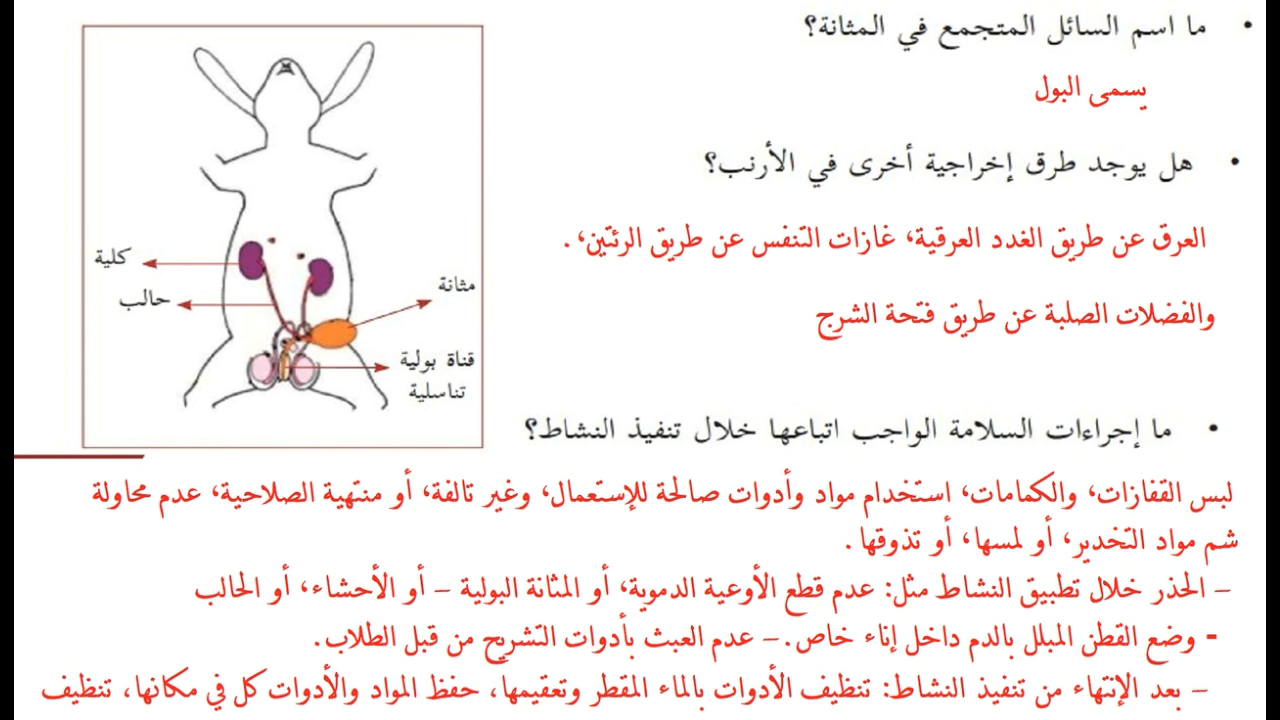 • ما اسم السائل المتجمع في المثانة؟
يسمى البول
• هل يوجد طرق إخراجية أخرى في الأرنب؟
العرق عن طريق الغدد العرقية، غازات التنفس عن طريق الرئتين، .
والفضلات الصلبة عن طريق فتحة الشرج
كلية
حالب
مثانة
قناة بولية
تناسلية
• ما إجراءات السلامة الواجب اتباعها خلال تنفيذ النشاط؟
لبس القفازات، والكمامات، استخدام مواد وأدوات صالحة للإستعمال، وغير تالفة، أو منتهية الصلاحية، عدم محاولة
شم مواد التخدير، أو لمسها، أو تذوقها .
– الحذر خلال تطبيق النشاط مثل: عدم قطع الأوعية الدموية، أو المثانة البولية – أو الأحشاء، أو الحالب
- وضع القطن المبلل بالدم داخل إناء خاص.– عدم العبث بأدوات التشريح من قبل الطلاب.
– بعد الإنتهاء من تنفيذ النشاط: تنظيف الأدوات بالماء المقطر وتعقيمها، حفظ المواد والأدوات كل في مكانها، تنظيف